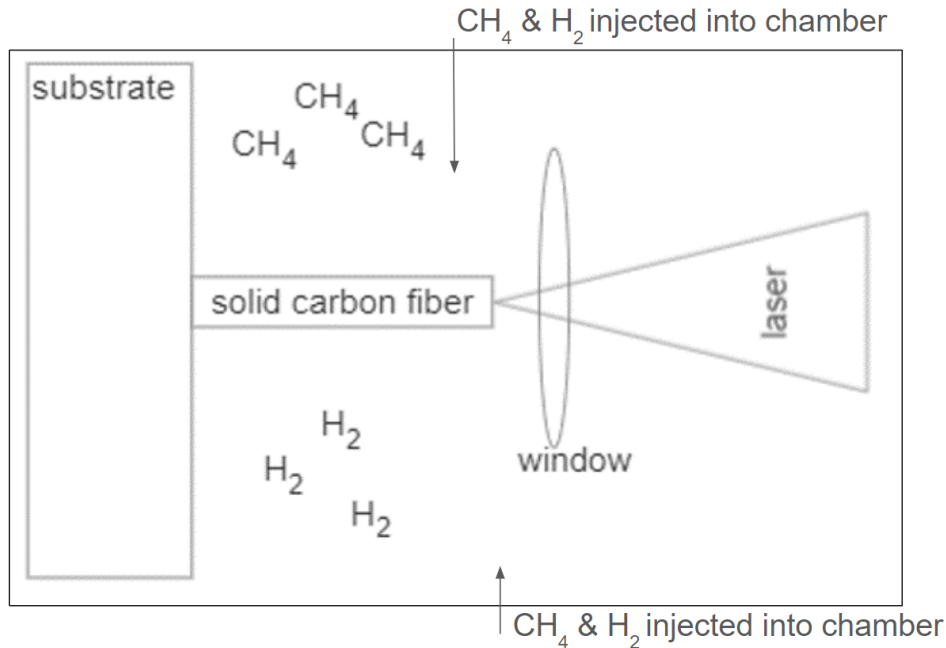 CH₄ & H₂ injected into chamber
substrate
CH₄
CH₄
CH₄
solid carbon fiber
laser
H₂
H₂
H₂
window
CH₄ & H₂ injected into chamber